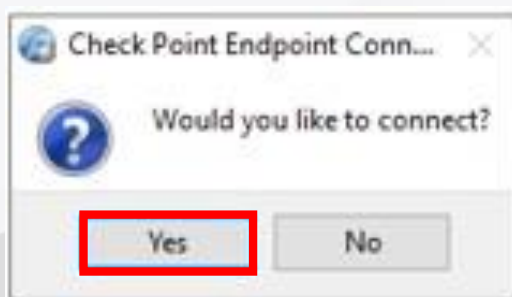 Check Point Endpoint Conn...
Would you like to connect?
Yes
No